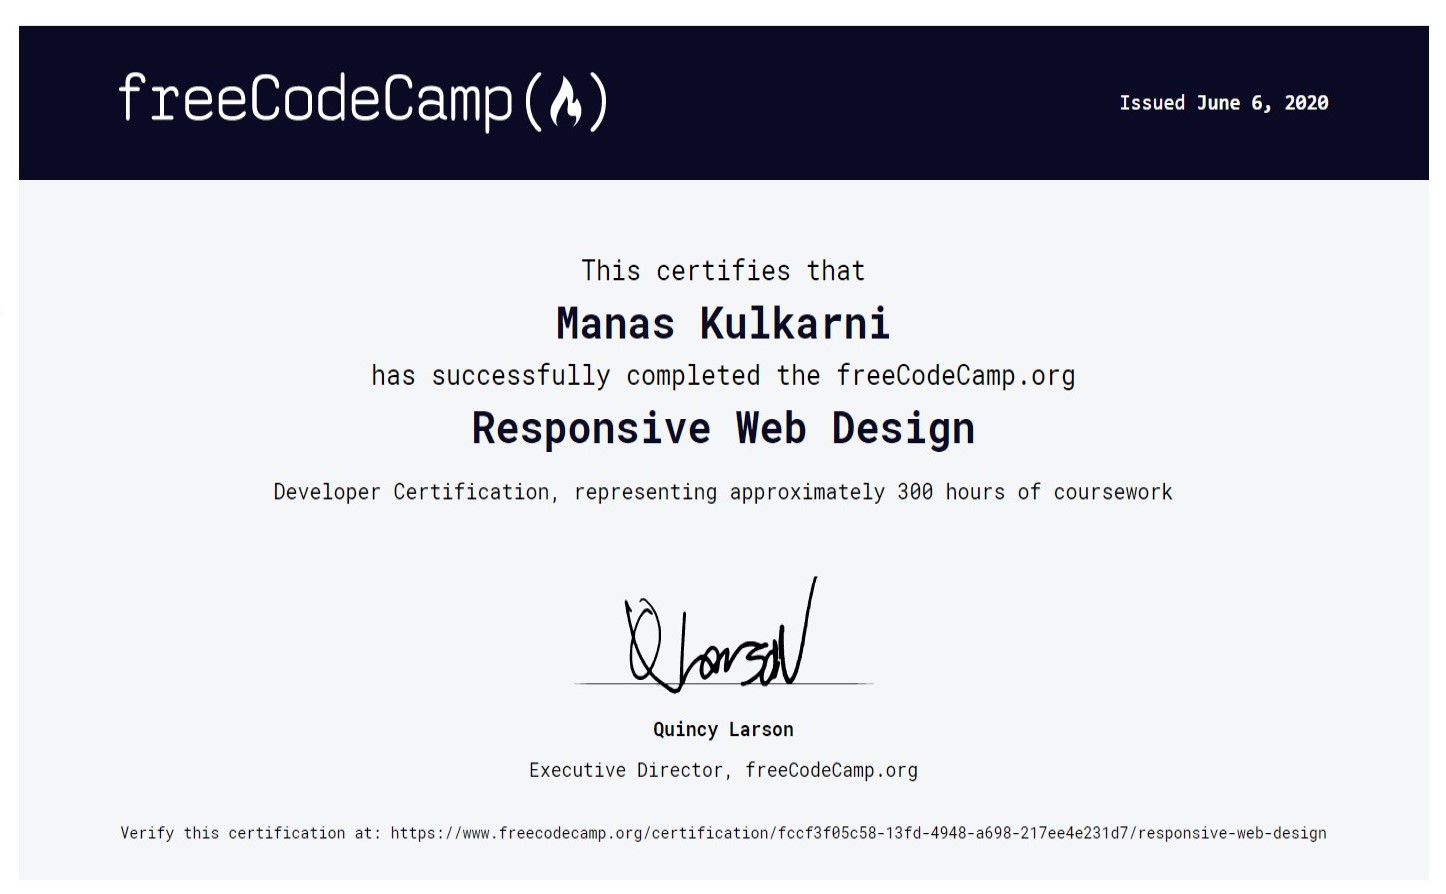 freeCodeCamp
Issued June 6, 2020
This certifies that
Manas Kulkarni
has successfully completed the freeCodeCamp.org
Responsive Web Design
Developer Certification, representing approximately 300 hours of coursework
Q Larson
Quincy Larson
Executive Director, freeCodeCamp.org
Verify this certification at: https://www.freecodecamp.org/certification/fccf3f05c58-13fd-4948-a698-217ee4e231d7/responsive-web-design